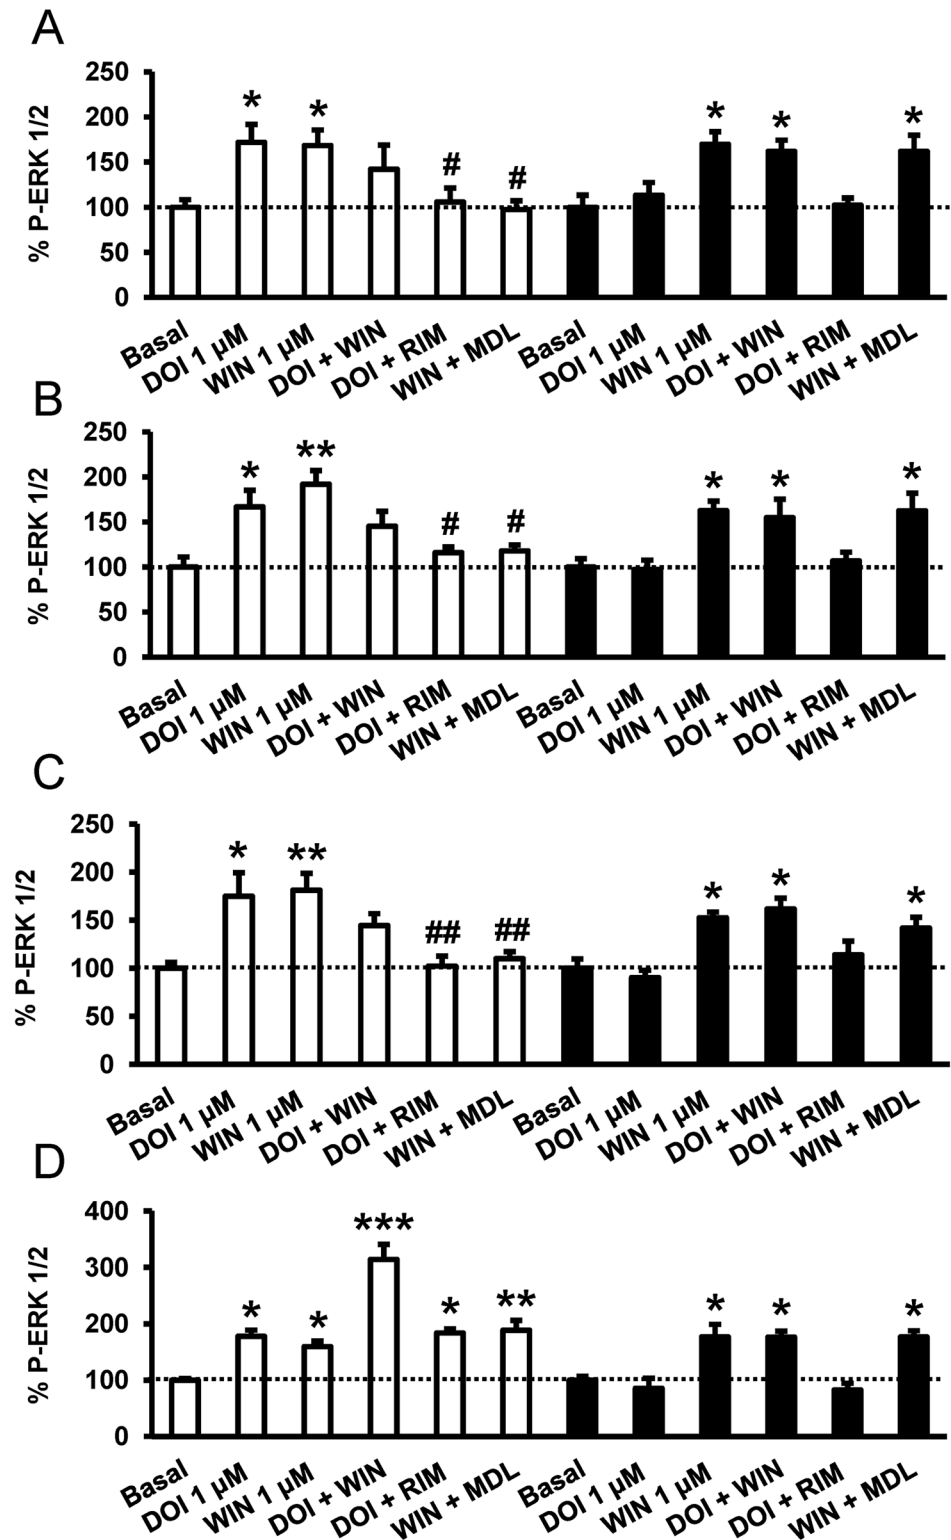 A
% P-ERK 1/2
250
200
150
100
50
0
* * # # * * *
Basal DOI 1 µM WIN 1 µM DOI + WIN DOI + RIM WIN + MDL Basal DOI 1 µM WIN 1 µM DOI + WIN DOI + RIM WIN + MDL
B
% P-ERK 1/2
250
200
150
100
50
0
* ** # # * * *
Basal DOI 1 µM WIN 1 µM DOI + WIN DOI + RIM WIN + MDL Basal DOI 1 µM WIN 1 µM DOI + WIN DOI + RIM WIN + MDL
C
% P-ERK 1/2
250
200
150
100
50
0
* ** ## ## * * *
Basal DOI 1 µM WIN 1 µM DOI + WIN DOI + RIM WIN + MDL Basal DOI 1 µM WIN 1 µM DOI + WIN DOI + RIM WIN + MDL
D
% P-ERK 1/2
400
300
200
100
0
* * *** * ** * * *
Basal DOI 1 µM WIN 1 µM DOI + WIN DOI + RIM WIN + MDL Basal DOI 1 µM WIN 1 µM DOI + WIN DOI + RIM WIN + MDL